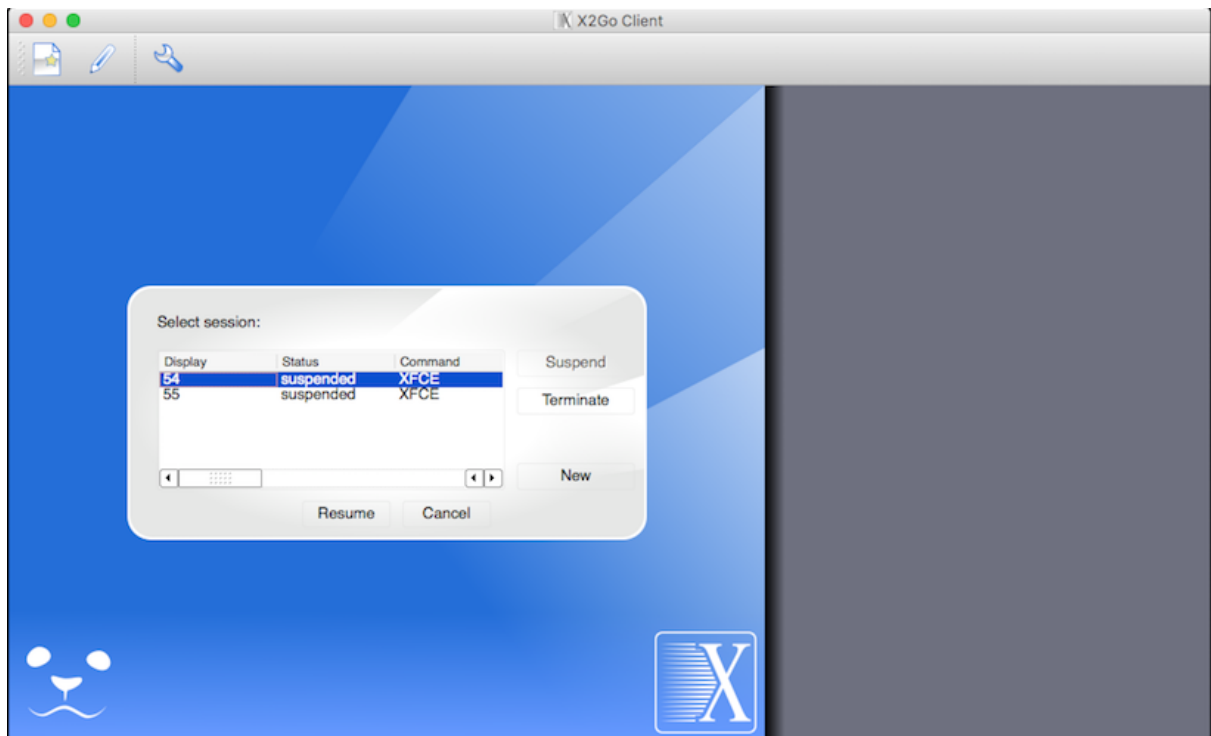 X2Go Client
Select session:
Display Status Command
54 suspended XFCE
55 suspended XFCE
Suspend
Terminate
New
Resume Cancel
X